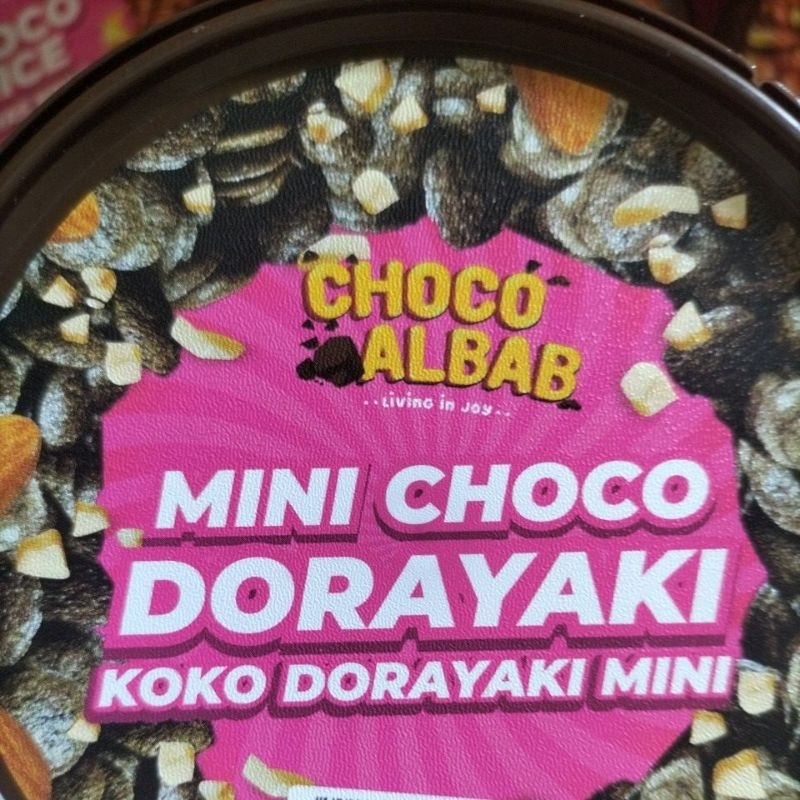 CHOCO
ALBAB
..Living in Joy..
MINI CHOCO
DORAYAKI
KOKO DORAYAKI MINI